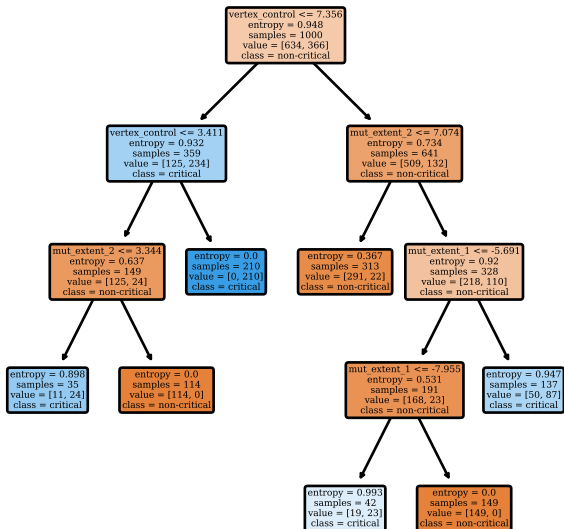 vertex_control <= 7.356
entropy = 0.948
samples = 1000
value = [634, 366]
class = non-critical
vertex_control <= 3.411
entropy = 0.932
samples = 359
value = [125, 234]
class = critical
mut_extent_2 <= 7.074
entropy = 0.734
samples = 641
value = [509, 132]
class = non-critical
mut_extent_2 <= 3.344
entropy = 0.637
samples = 149
value = [125, 24]
class = non-critical
entropy = 0.0
samples = 210
value = [0, 210]
class = critical
entropy = 0.367
samples = 313
value = [291, 22]
class = non-critical
mut_extent_1 <= -5.691
entropy = 0.92
samples = 328
value = [218, 110]
class = non-critical
entropy = 0.898
samples = 35
value = [11, 24]
class = critical
entropy = 0.0
samples = 114
value = [114, 0]
class = non-critical
mut_extent_1 <= -7.955
entropy = 0.531
samples = 191
value = [168, 23]
class = non-critical
entropy = 0.947
samples = 137
value = [50, 87]
class = critical
entropy = 0.993
samples = 42
value = [19, 23]
class = critical
entropy = 0.0
samples = 149
value = [149, 0]
class = non-critical